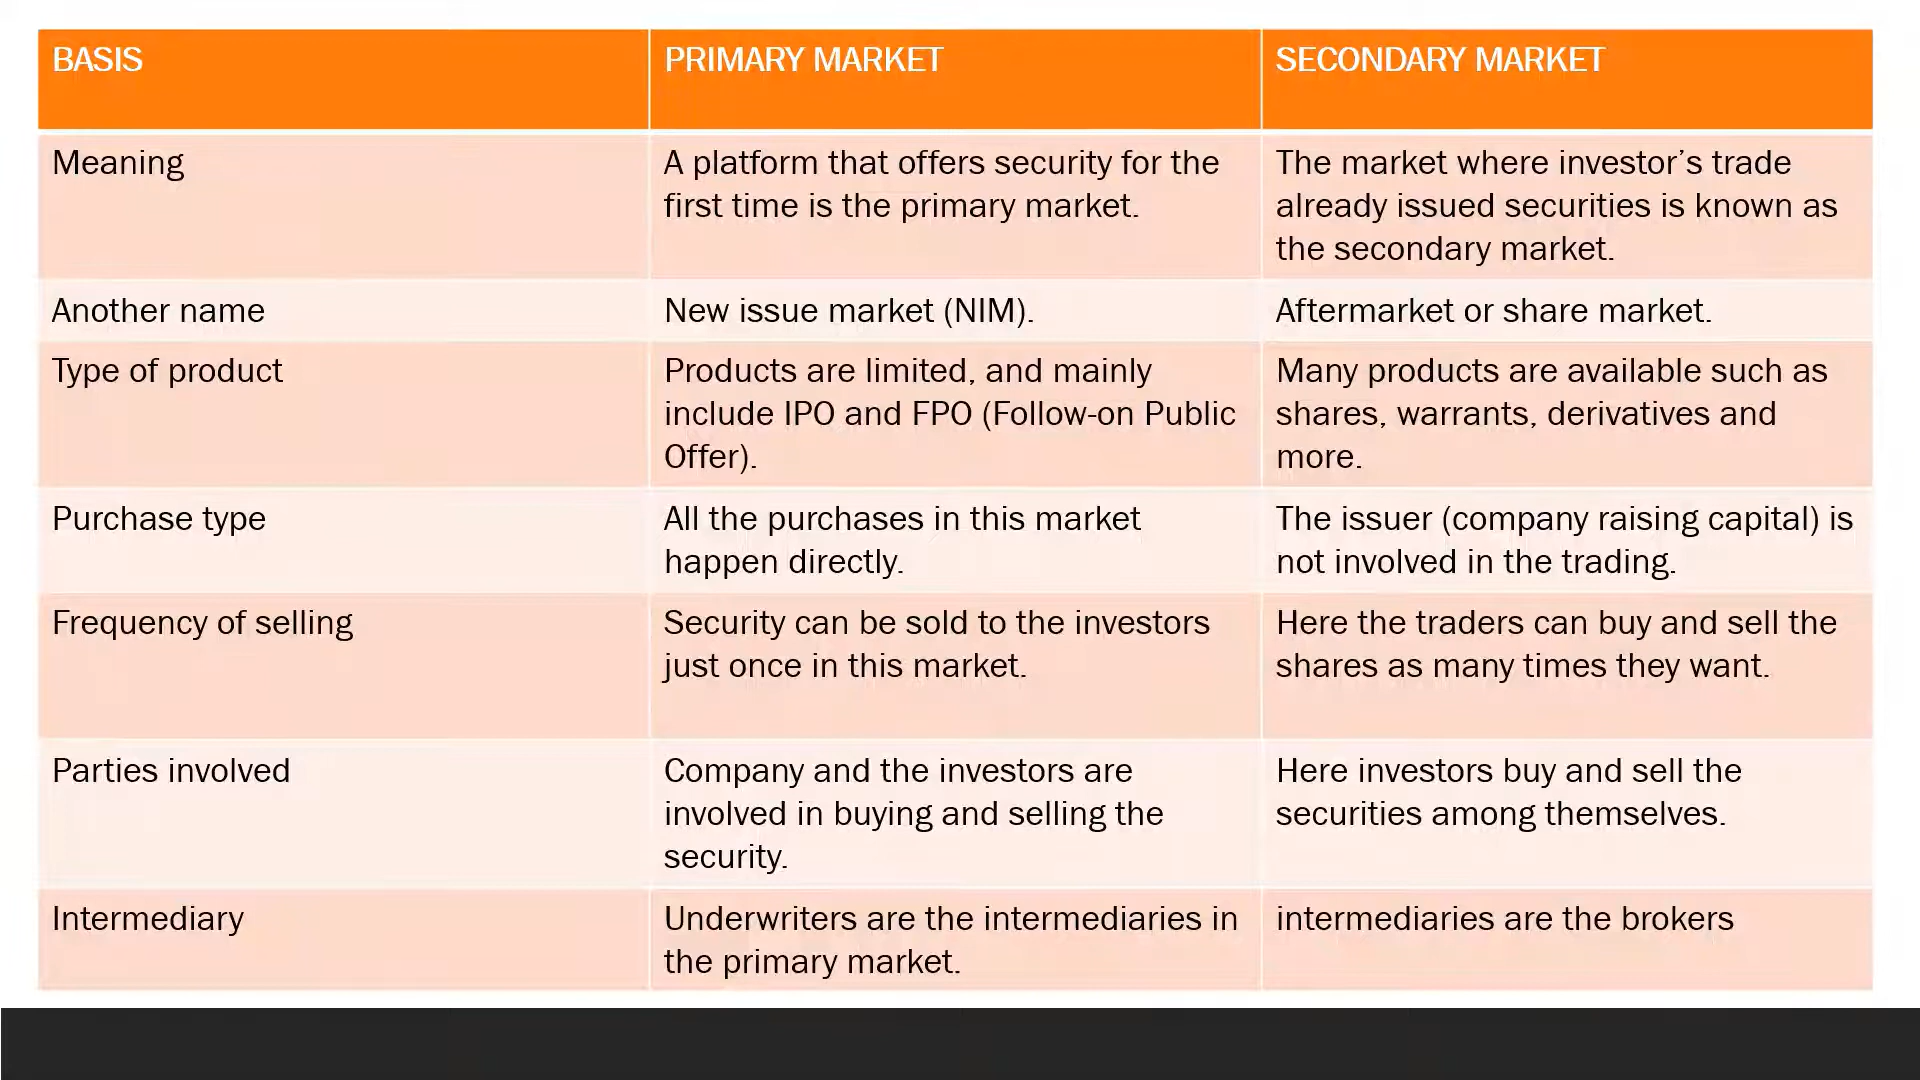 BASIS
PRIMARY MARKET
SECONDARY MARKET
Meaning
A platform that offers security for the
first time is the primary market.
The market where investor’s trade
already issued securities is known as
the secondary market.
Another name
New issue market (NIM).
Aftermarket or share market.
Type of product
Products are limited, and mainly
include IPO and FPO (Follow-on Public
Offer).
Many products are available such as
shares, warrants, derivatives and
more.
Purchase type
All the purchases in this market
happen directly.
The issuer (company raising capital) is
not involved in the trading.
Frequency of selling
Security can be sold to the investors
just once in this market.
Here the traders can buy and sell the
shares as many times they want.
Parties involved
Company and the investors are
involved in buying and selling the
security.
Here investors buy and sell the
securities among themselves.
Intermediary
Underwriters are the intermediaries in
the primary market.
intermediaries are the brokers